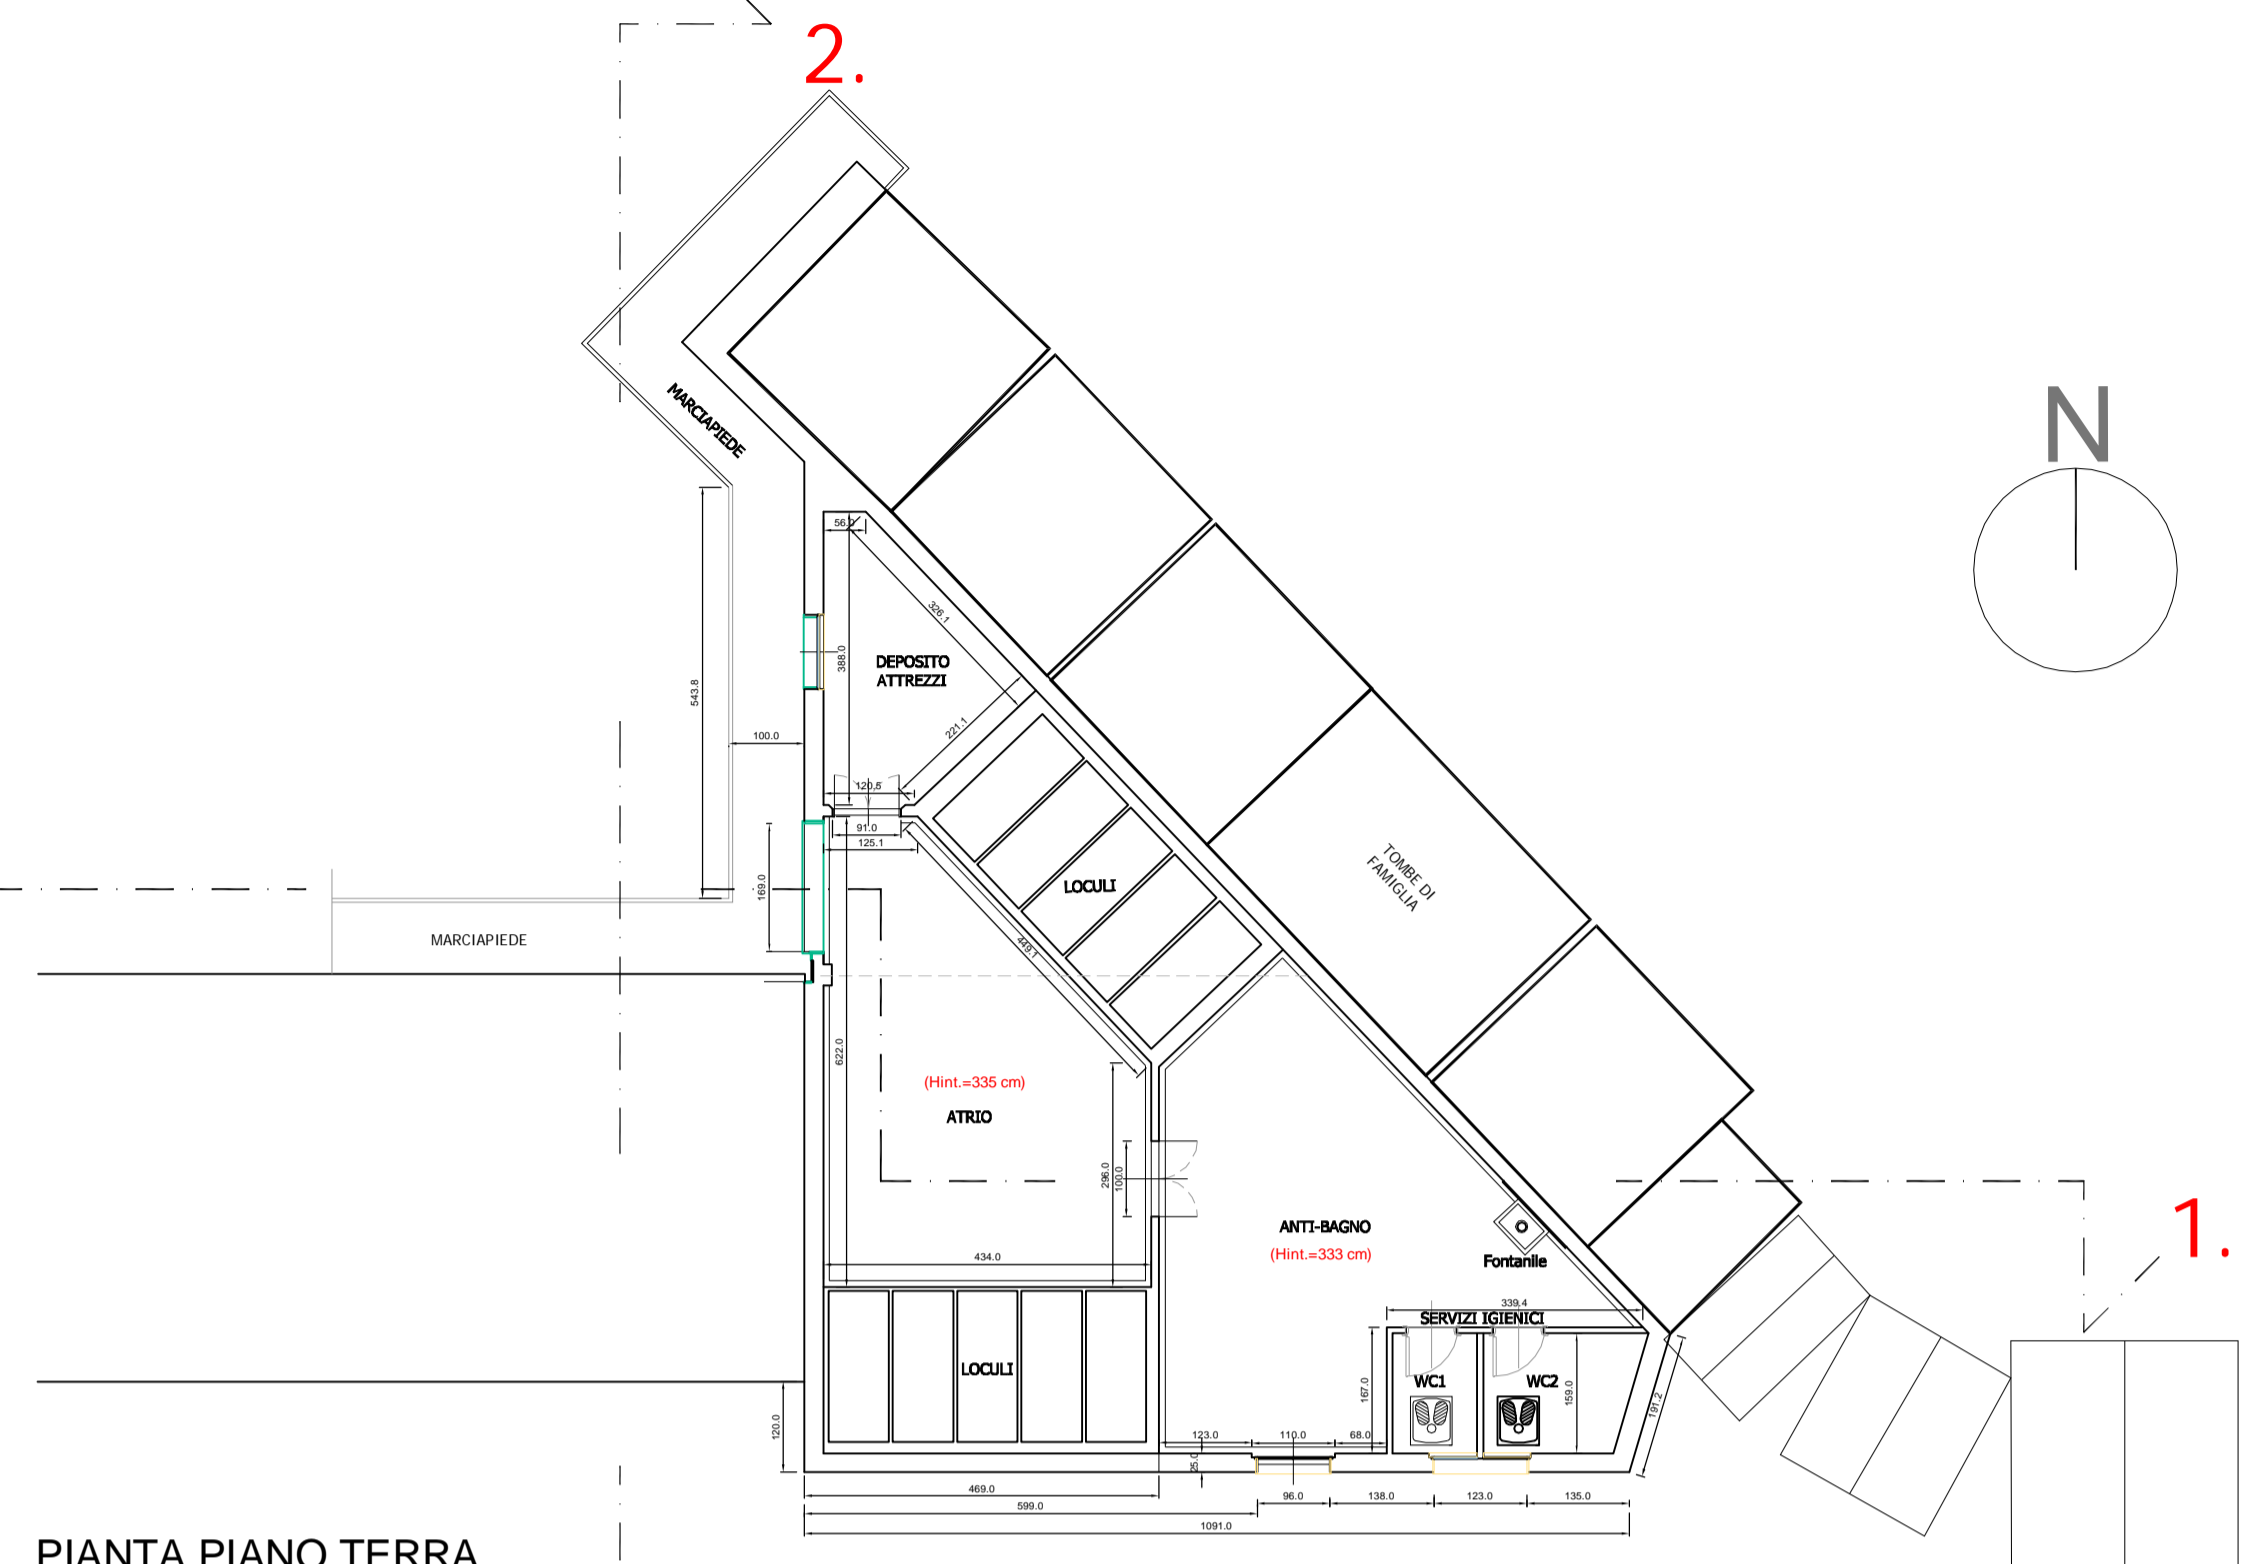 2.
N
MARCIAPIEDE
56.0
326.1
388.0
DEPOSITO
ATTREZZI
543.8
221.1
100.0
120.5
91.0
125.1
169.0
LOCULI
TOMBE DI
FAMIGLIA
MARCIAPIEDE
449.1
622.0
(Hint.=335 cm)
ATRIO
296.0
100.0
1.
ANTI-BAGNO
(Hint.=333 cm)
Fontanile
434.0
339.4
SERVIZI IGIENICI
LOCULI
WC1
WC2
167.0
159.0
191.2
120.0
123.0
110.0
68.0
25.0
469.0
96.0
138.0
123.0
135.0
599.0
1091.0
PIANTA PIANO TERRA